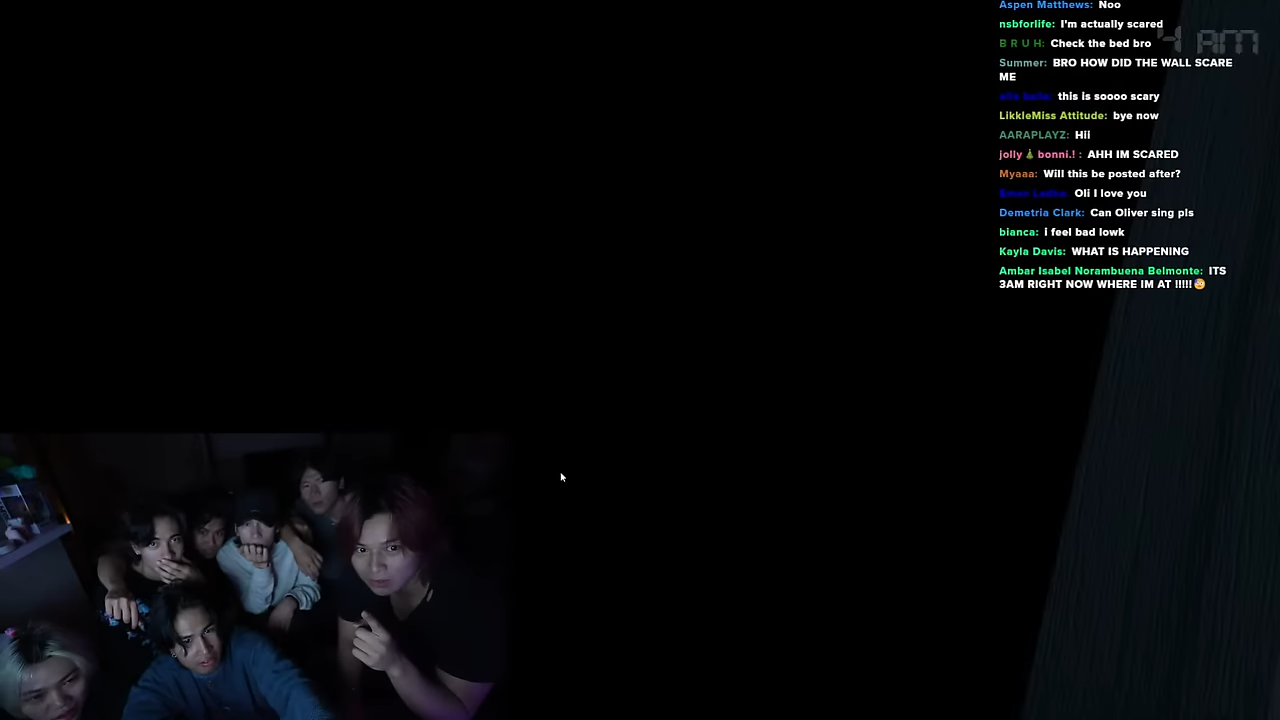 Aspen Matthews: Noo
nsbforlife: I'm actually scared
4 AM
B R U H: Check the bed bro
Summer: BRO HOW DID THE WALL SCARE
ME
this is soooo scary
LikkleMiss Attitude: bye now
AARAPLAYZ: Hii
jolly🎄bonni.! : AHH IM SCARED
Myaaa: Will this be posted after?
Oli I love you
Demetria Clark: Can Oliver sing pls
bianca: i feel bad lowk
Kayla Davis: WHAT IS HAPPENING
Ambar Isabel Norambuena Belmonte: ITS
3AM RIGHT NOW WHERE IM AT !!!!!🤯